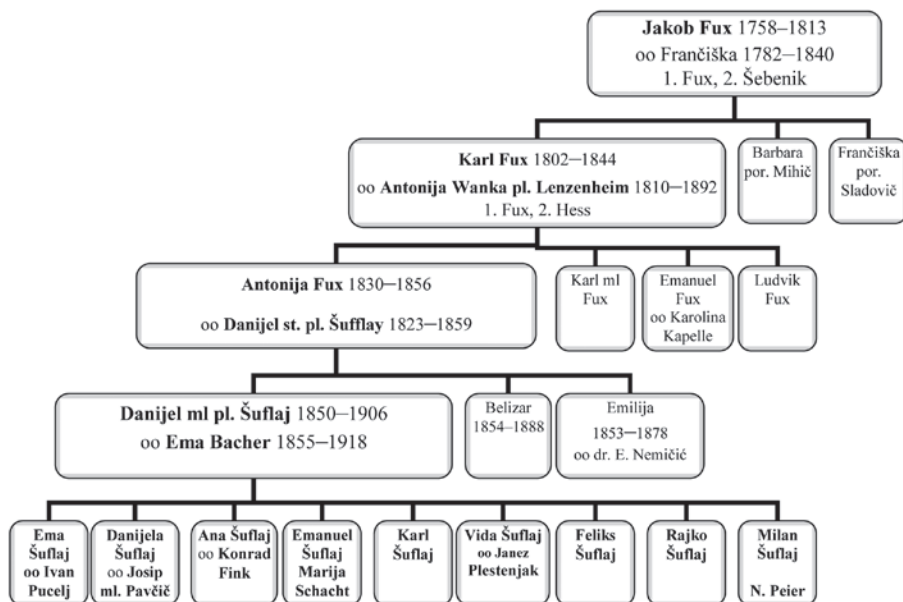 Jakob Fux 1758–1813
oo Frančiška 1782–1840
1. Fux, 2. Šebenik
Karl Fux 1802–1844
oo Antonija Wanka pl. Lenzenheim 1810–1892
1. Fux, 2. Hess
Barbara
por. Mihič
Frančiška
por.
Sladovič
Antonija Fux 1830–1856
oo Danijel st. pl. Šufflay 1823–1859
Karl ml
Fux
Emanuel
Fux
oo Karolina
Kapelle
Ludvik
Fux
Danijel ml pl. Šuflaj 1850–1906
oo Ema Bacher 1855–1918
Belizar
1854–1888
Emilija
1853–1878
oo dr. E. Nemičić
Ema
Šuflaj
oo Ivan
Pucelj
Danijela
Šuflaj
oo Josip
ml. Pavčič
Ana Šuflaj
oo Konrad
Fink
Emanuel
Šuflaj
Marija
Schacht
Karl
Šuflaj
Vida Šuflaj
oo Janez
Plestenjak
Feliks
Šuflaj
Rajko
Šuflaj
Milan
Šuflaj
N. Peier